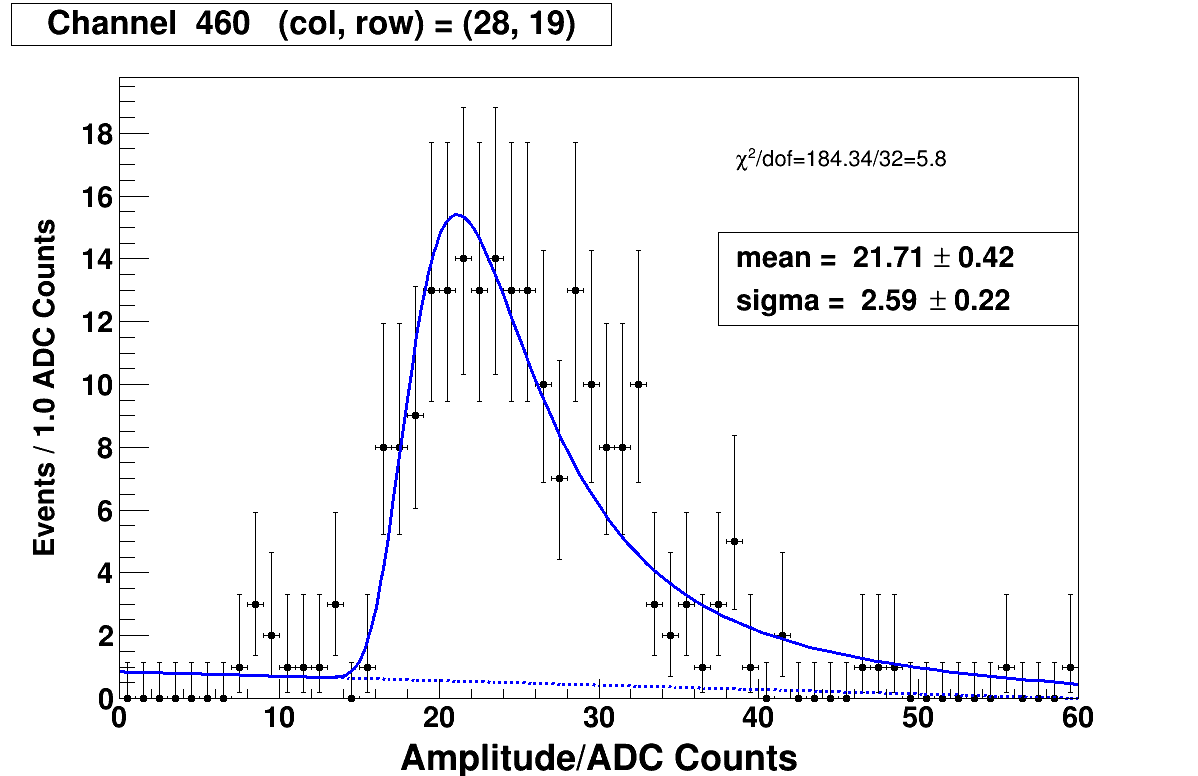 Channel 460 (col, row) = (28, 19)
χ²/dof=184.34/32=5.8
mean = 21.71 ± 0.42
sigma = 2.59 ± 0.22
Events / 1.0 ADC Counts
18
16
14
12
10
8
6
4
2
0
0 10 20 30 40 50 60
Amplitude/ADC Counts